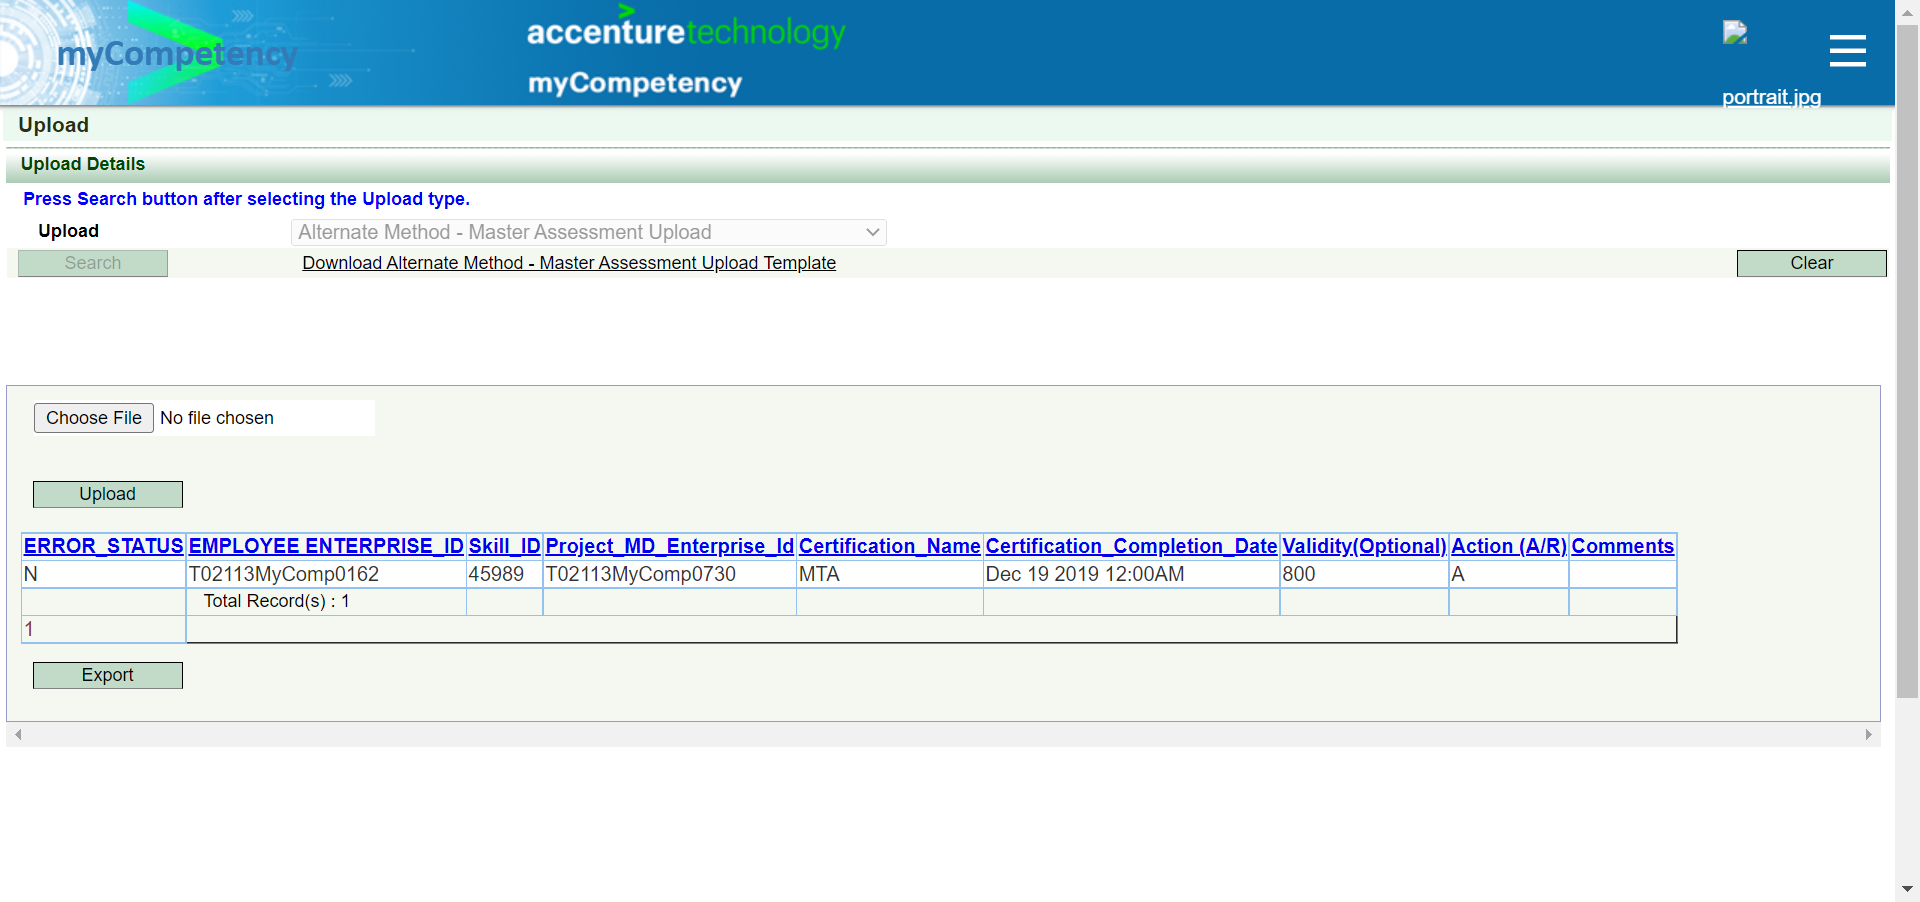 myCompetency
accenturetechnology
myCompetency
portrait.jpg
Upload
Upload Details
Press Search button after selecting the Upload type.
Upload Alternate Method - Master Assessment Upload
Search Download Alternate Method - Master Assessment Upload Template Clear
Choose File No file chosen
Upload
ERROR_STATUS EMPLOYEE ENTERPRISE_ID Skill_ID Project_MD_Enterprise_Id Certification_Name Certification_Completion_Date Validity(Optional) Action (A/R) Comments
N T02113MyComp0162 45989 T02113MyComp0730 MTA Dec 19 2019 12:00AM 800 A
Total Record(s) : 1
1
Export